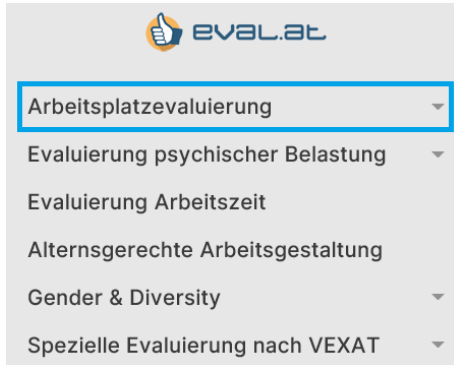 eval.at
Arbeitsplatzevaluierung
Evaluierung psychischer Belastung
Evaluierung Arbeitszeit
Alternsgerechte Arbeitsgestaltung
Gender & Diversity
Spezielle Evaluierung nach VEXAT